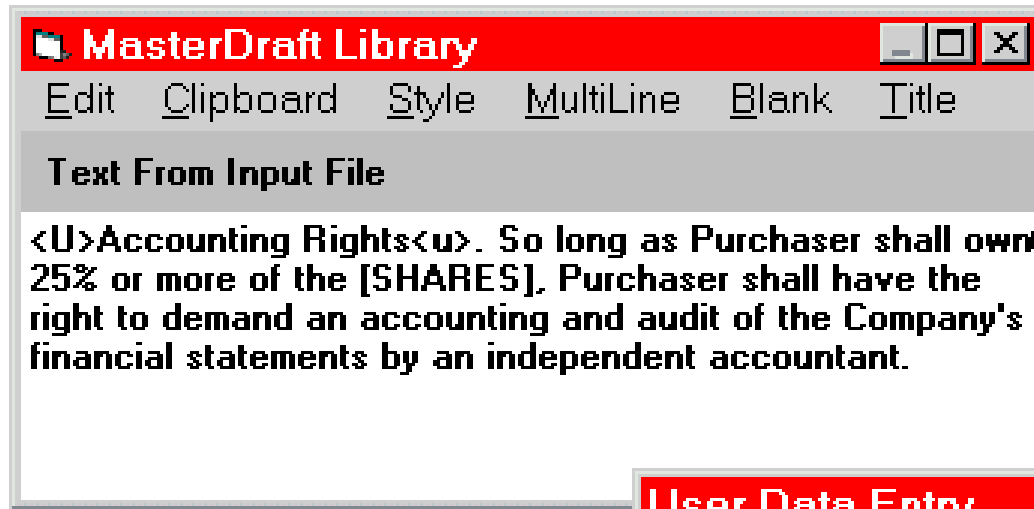 MasterDraft Library
Edit Clipboard Style MultiLine Blank Title
Text From Input File
<U>Accounting Rights<u>. So long as Purchaser shall own
25% or more of the [SHARES], Purchaser shall have the
right to demand an accounting and audit of the Company's
financial statements by an independent accountant.
User Data Entry